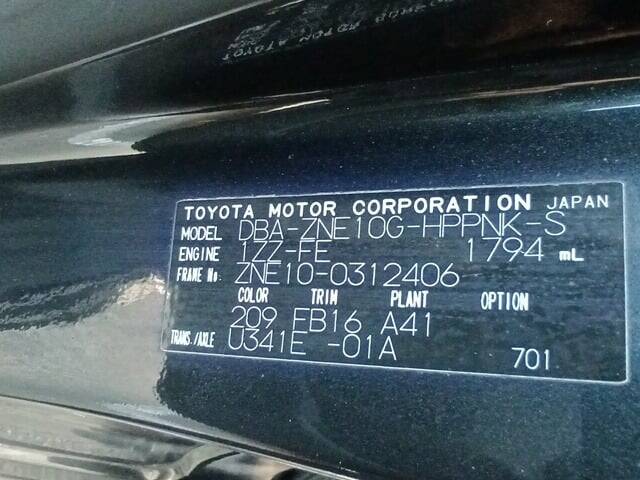 TOYOTA MOTOR CORPORATION JAPAN
MODEL DBA-ZNE10G-HPPNK-S
ENGINE 1ZZ-FE 1794 mL
FRAME No. ZNE10-0312406
COLOR TRIM PLANT OPTION
209 EB16 A41
TRANS./AXLE U341E -01A
701